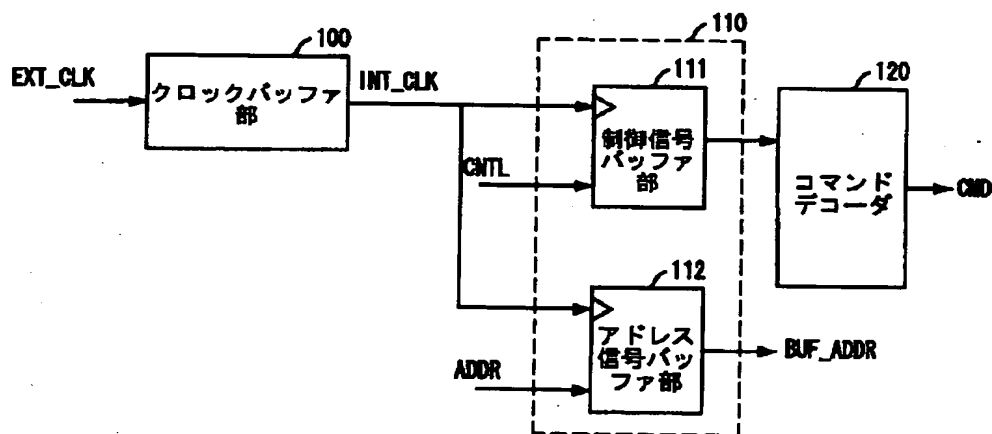 100
EXT_CLK
クロックバッファ
部
INT_CLK
110
111
制御信号
バッファ
部
CNTL
120
コマンド
デコーダ
CMD
112
アドレス
信号バッ
ファ部
ADDR
BUF_ADDR